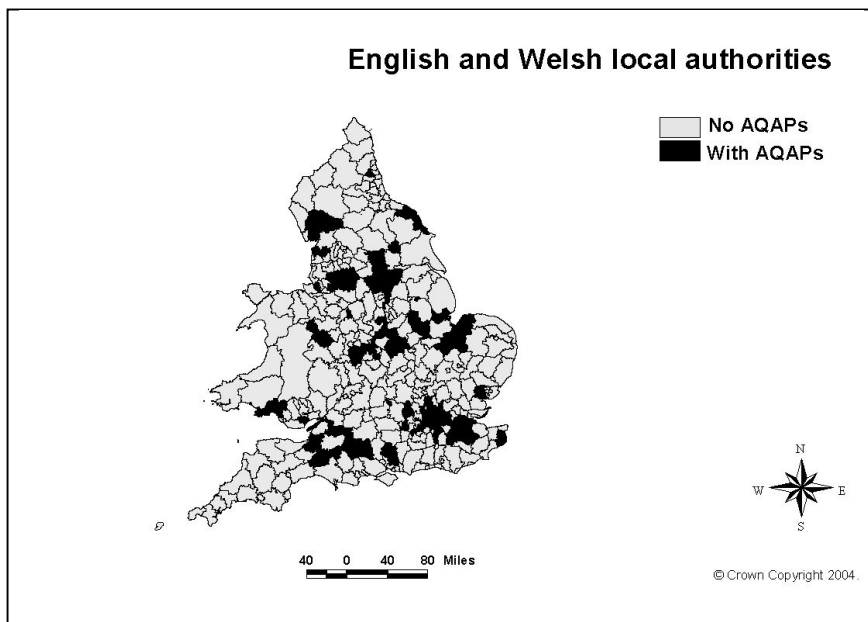 English and Welsh local authorities
No AQAPs
With AQAPs
N
W E
S
40 0 40 80 Miles
© Crown Copyright 2004.